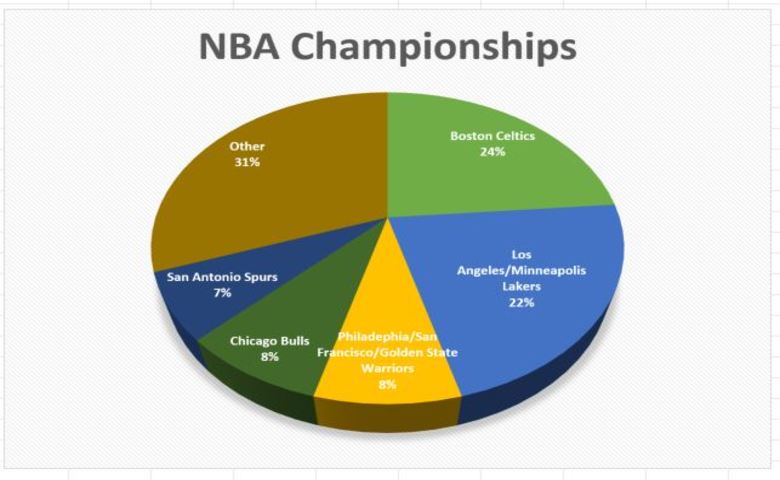 NBA Championships
Boston Celtics
24%
Other
31%
Los
Angeles/Minneapolis
Lakers
22%
San Antonio Spurs
7%
Chicago Bulls
8%
Philadephia/San
Francisco/Golden State
Warriors
8%